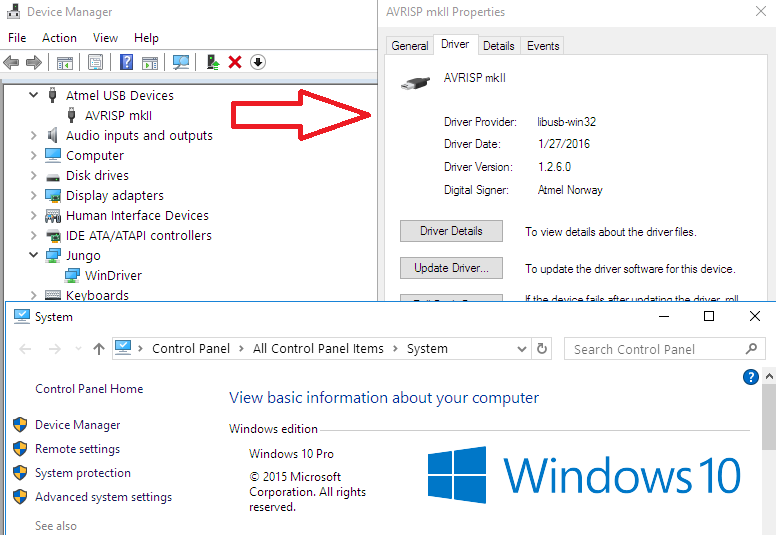 Device Manager
File Action View Help
Atmel USB Devices
AVRISP mkII
Audio inputs and outputs
Computer
Disk drives
Display adapters
Human Interface Devices
IDE ATA/ATAPI controllers
Jungo
WinDriver
Keyboards
AVRISP mkII Properties
General Driver Details Events
AVRISP mkII
Driver Provider: libusb-win32
Driver Date: 1/27/2016
Driver Version: 1.2.6.0
Digital Signer: Atmel Norway
Driver Details To view details about the driver files.
Update Driver... To update the driver software for this device.
If the device fails after updating the driver, roll
System
Control Panel > All Control Panel Items > System
Search Control Panel
Control Panel Home
Device Manager
Remote settings
System protection
Advanced system settings
See also
View basic information about your computer
Windows edition
Windows 10 Pro
© 2015 Microsoft
Corporation. All rights
reserved.
Windows 10